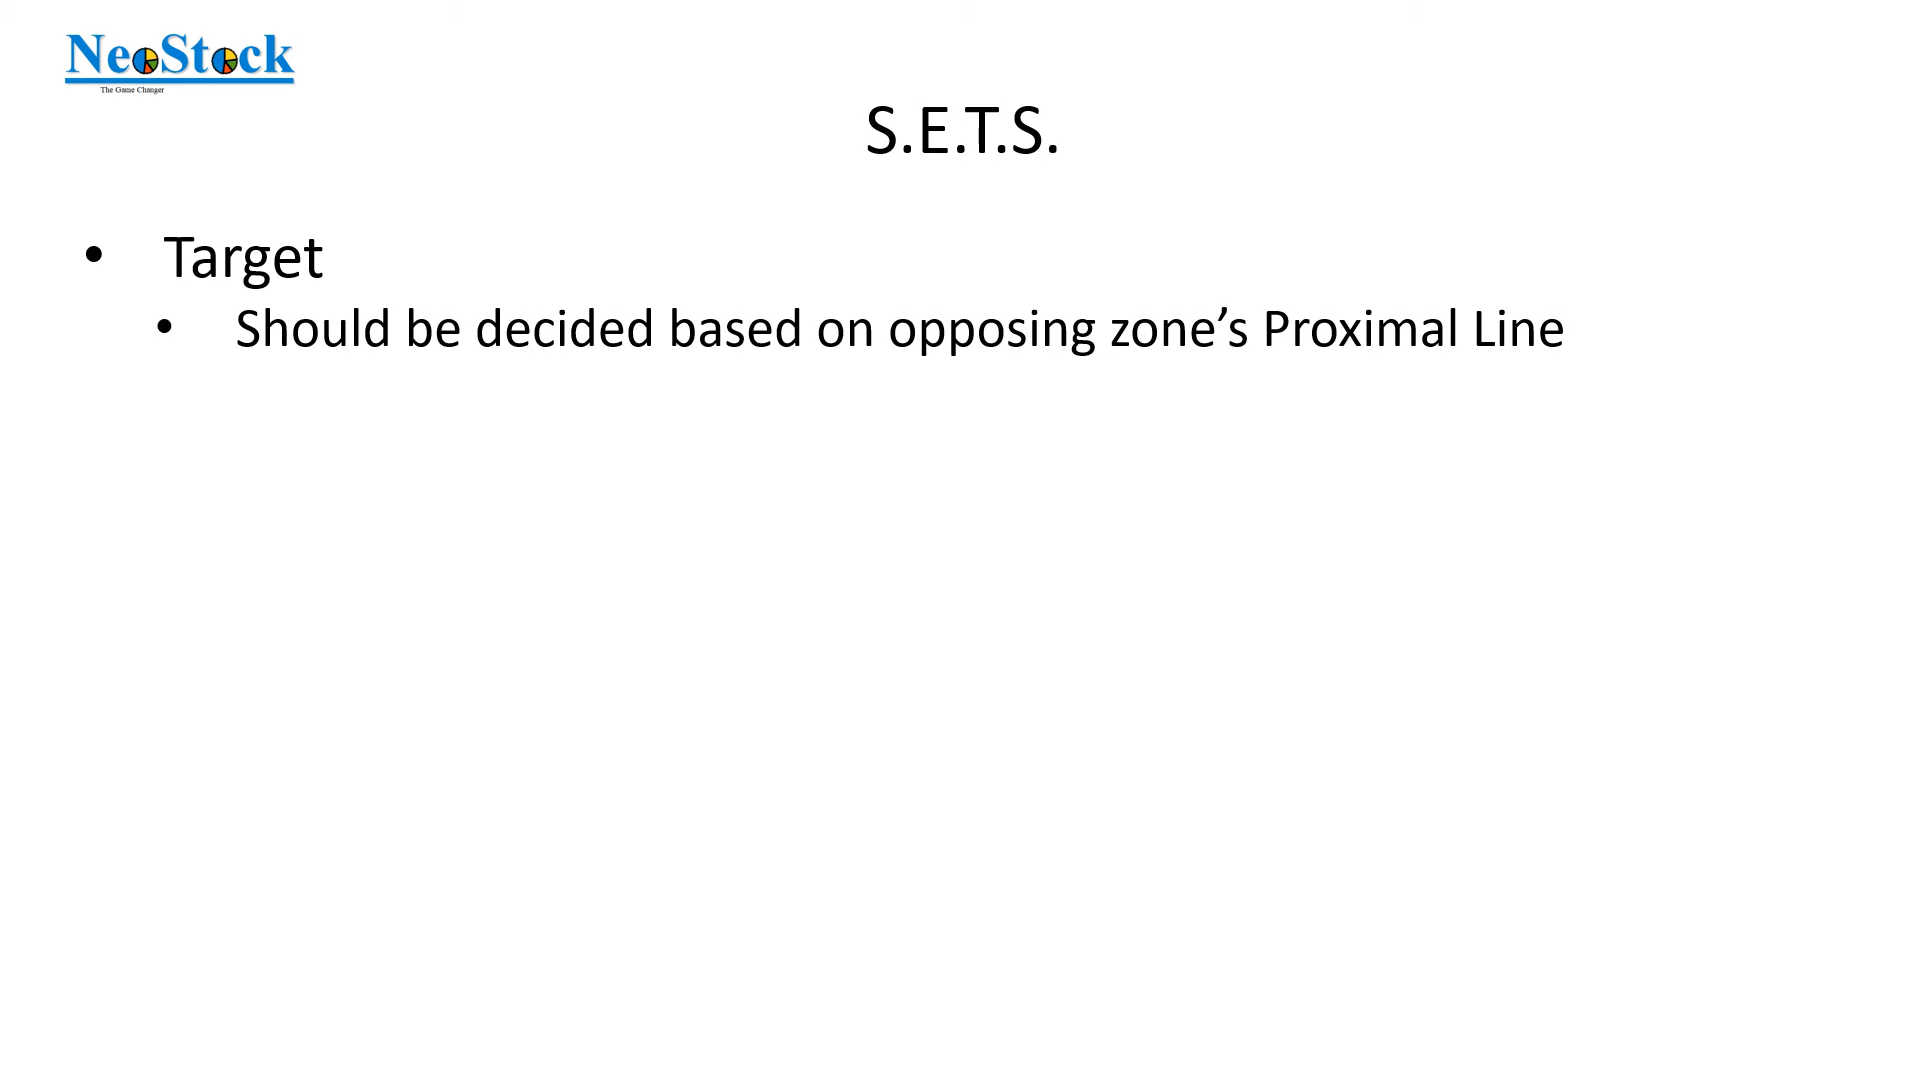 NeoStock
The Game Changer
S.E.T.S.
• Target
• Should be decided based on opposing zone’s Proximal Line